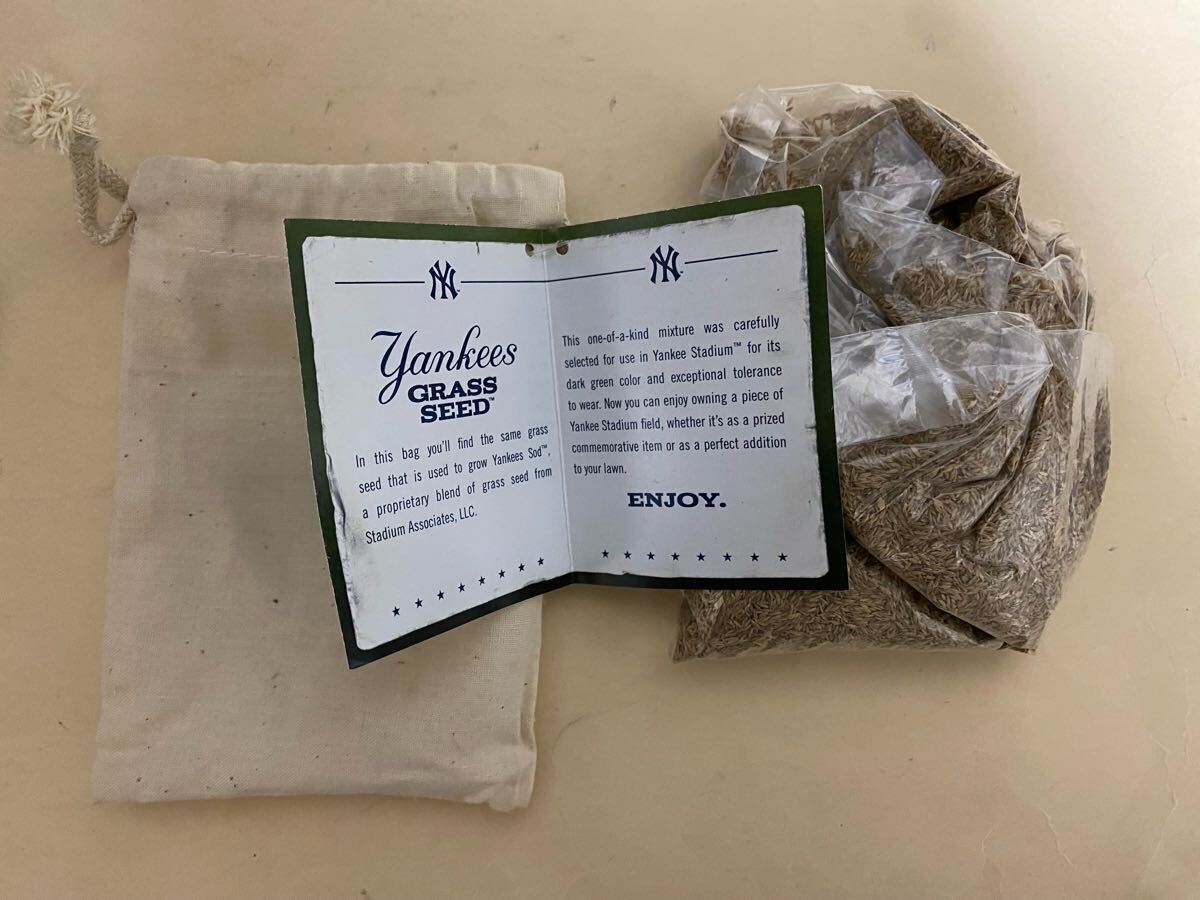 NY
Yankees
GRASS
SEED™
In this bag you'll find the same grass
seed that is used to grow Yankees Sod™,
a proprietary blend of grass seed from
Stadium Associates, LLC.
NY
This one-of-a-kind mixture was carefully
selected for use in Yankee Stadium™ for its
dark green color and exceptional tolerance
to wear. Now you can enjoy owning a piece of
Yankee Stadium field, whether it's as a prized
commemorative item or as a perfect addition
to your lawn.
ENJOY.